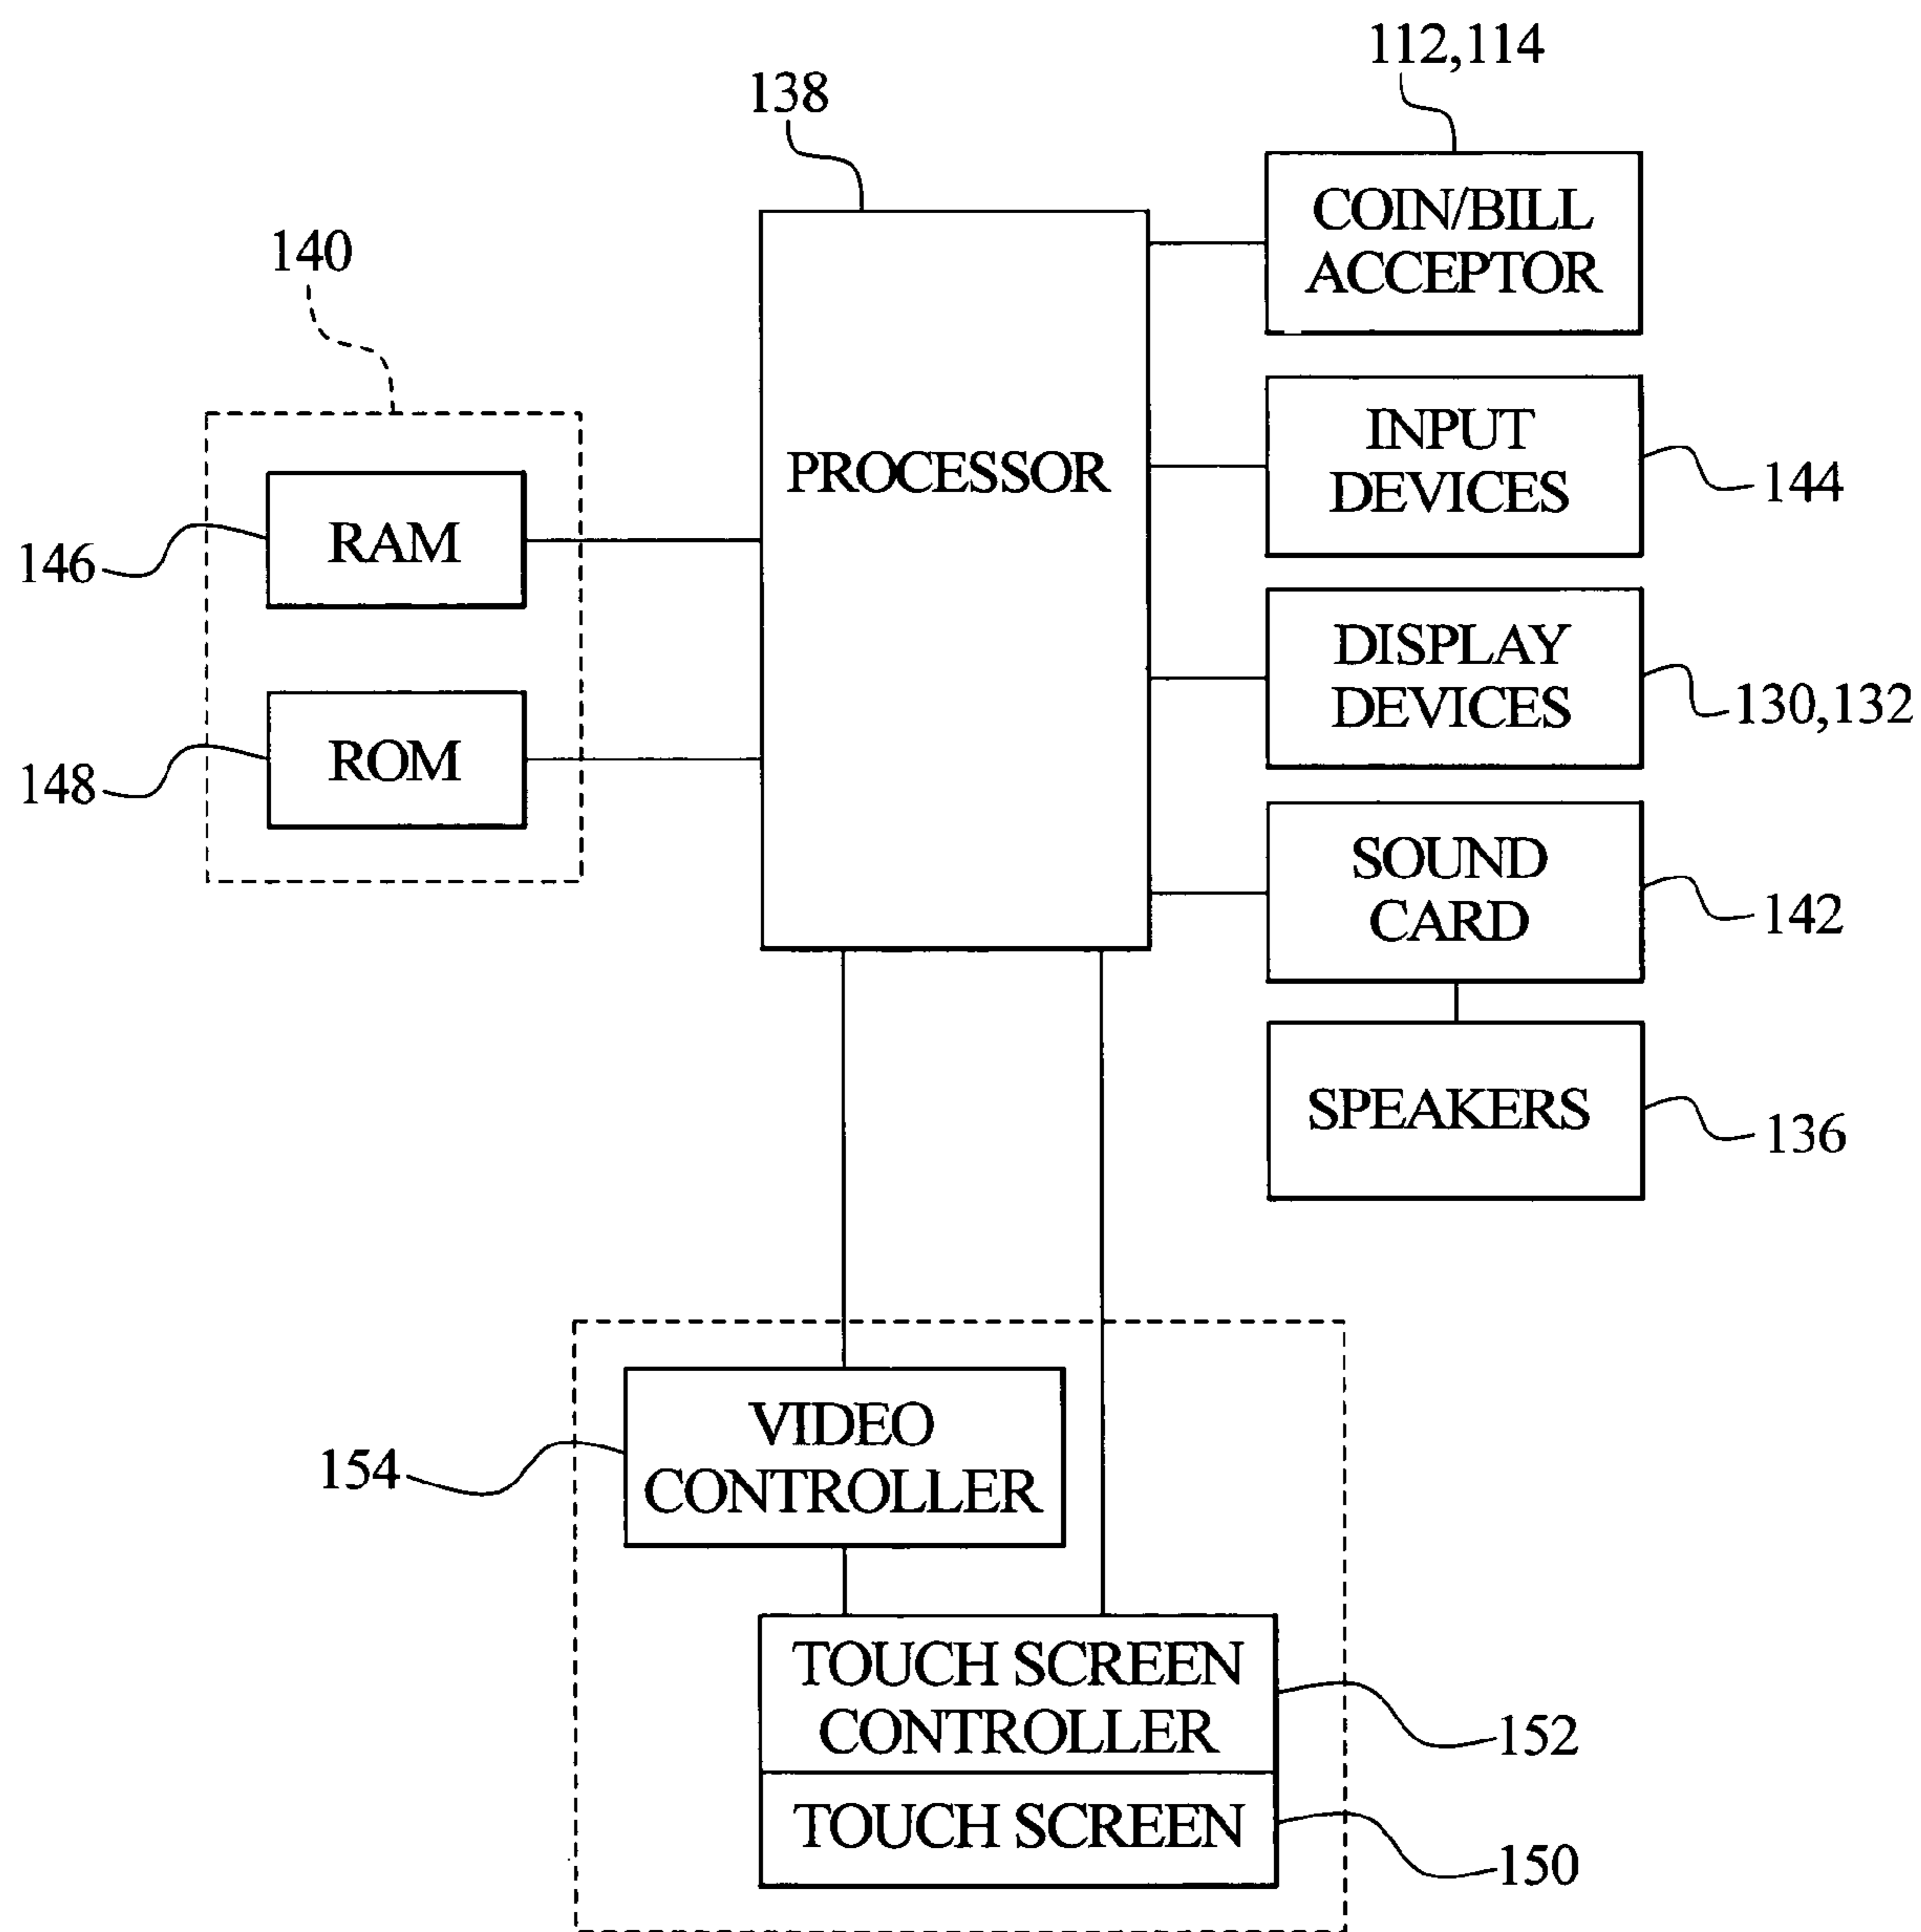 112,114
138
COIN/BILL
ACCEPTOR
140
PROCESSOR
INPUT
DEVICES
144
RAM
146
DISPLAY
DEVICES
130,132
ROM
148
SOUND
CARD
142
SPEAKERS
136
VIDEO
CONTROLLER
154
TOUCH SCREEN
CONTROLLER
152
TOUCH SCREEN
150